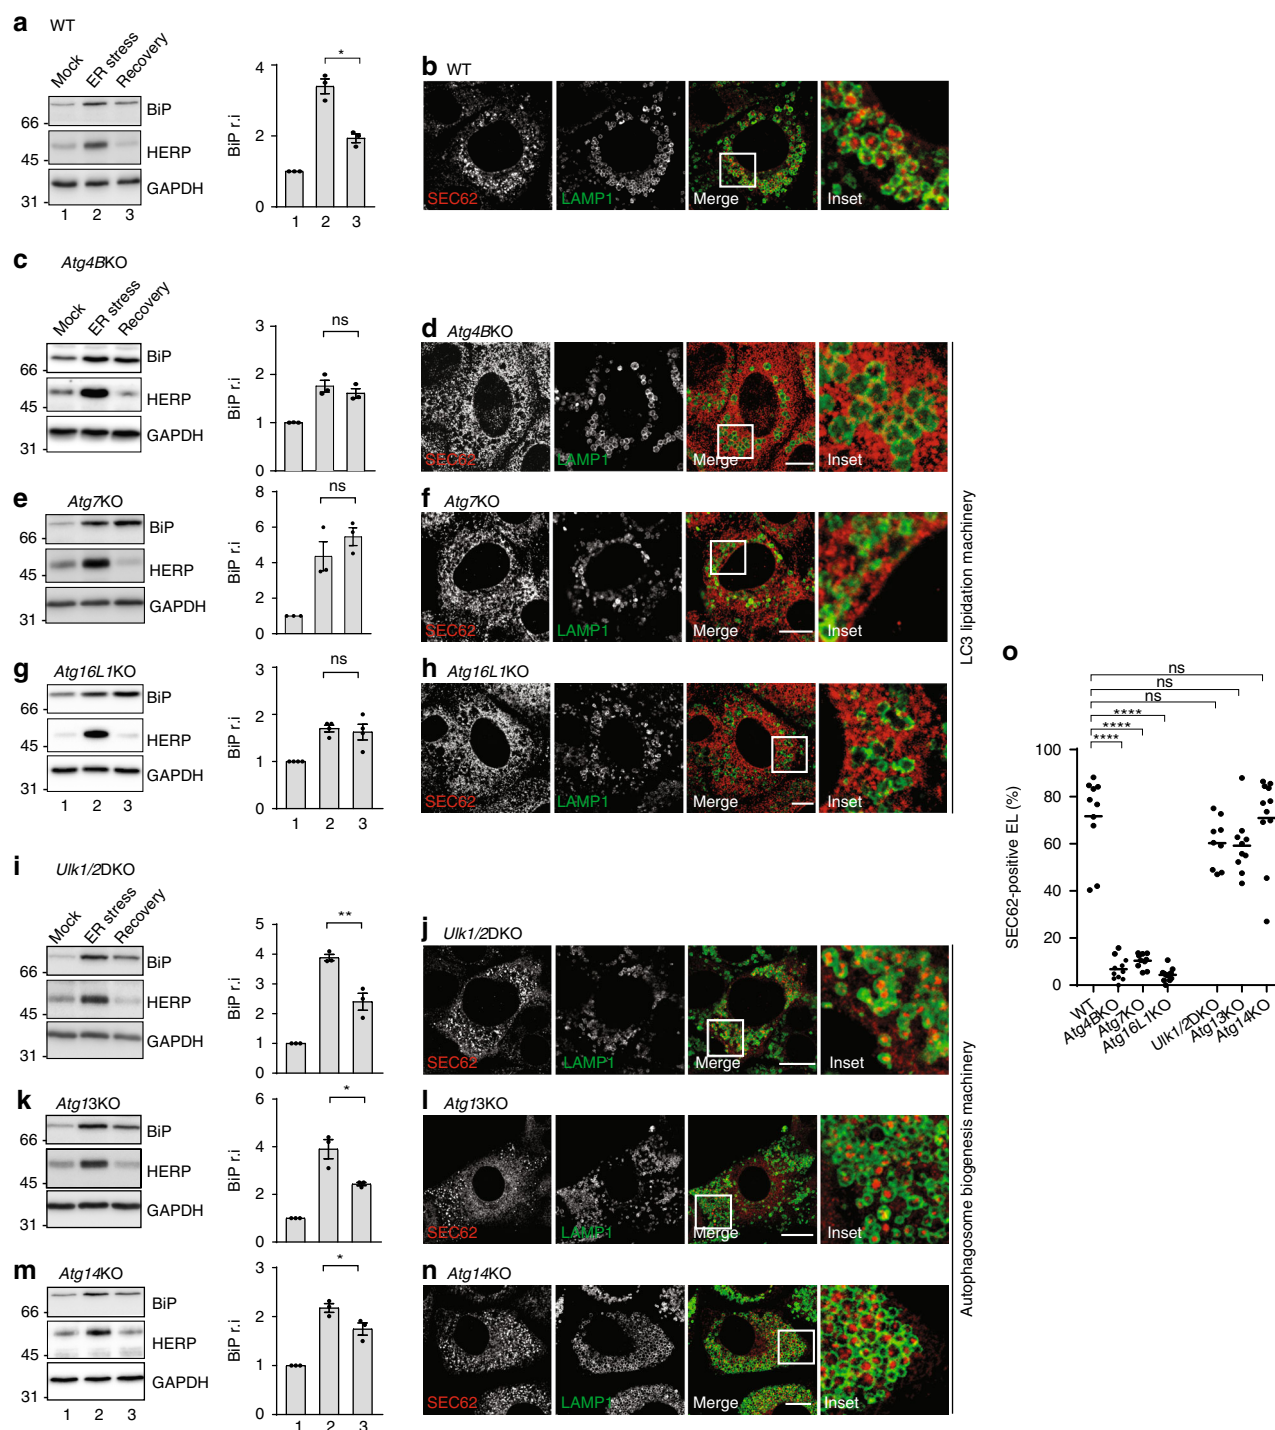 a WT
Mock ER stress Recovery
BiP
66
HERP
45
GAPDH
31
1 2 3
BiP r.i
4
2
0
*
1 2 3
b WT
SEC62 LAMP1 Merge Inset
c Atg4BKO
Mock ER stress Recovery
BiP
66
HERP
45
GAPDH
31
BiP r.i
3
2
1
0
ns
d Atg4BKO
SEC62 LAMP1 Merge Inset
e Atg7KO
BiP
66
HERP
45
GAPDH
31
BiP r.i
8
6
4
2
0
ns
f Atg7KO
SEC62 LAMP1 Merge Inset
g Atg16L1KO
BiP
66
HERP
45
GAPDH
31
1 2 3
BiP r.i
3
2
1
0
ns
1 2 3
h Atg16L1KO
SEC62 LAMP1 Merge Inset
LC3 lipidation machinery
i Ulk1/2DKO
Mock ER stress Recovery
BiP
66
HERP
45
GAPDH
31
BiP r.i
5
4
3
2
1
0
**
j Ulk1/2DKO
SEC62 LAMP1 Merge Inset
k Atg13KO
BiP
66
HERP
45
GAPDH
31
BiP r.i
6
4
2
0
*
l Atg13KO
SEC62 LAMP1 Merge Inset
m Atg14KO
BiP
66
HERP
45
GAPDH
31
1 2 3
BiP r.i
3
2
1
0
*
1 2 3
n Atg14KO
SEC62 LAMP1 Merge Inset
Autophagosome biogenesis machinery
o
ns
ns
ns
****
****
****
SEC62-positive EL (%)
100
80
60
40
20
0
WT Atg4BKO Atg7KO Atg16L1KO Ulk1/2DKO Atg13KO Atg14KO